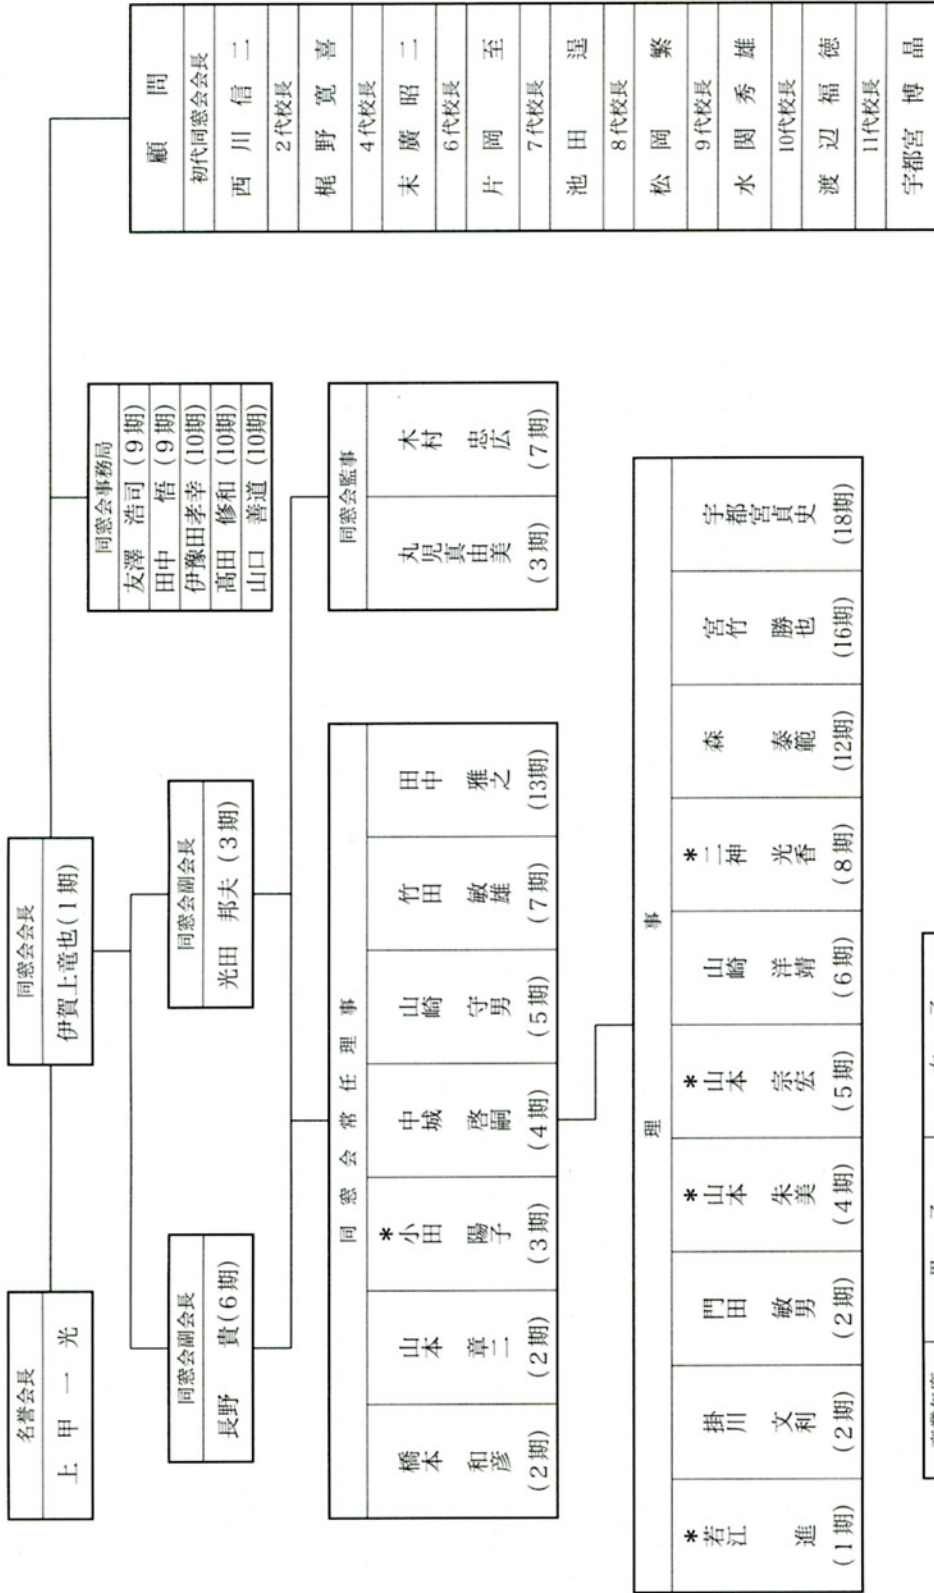 名誉会長
上甲一光
同窓会会長
伊賀上竜也(1期)
顧問
初代同窓会会長
西川信二
2代校長
梶野寛喜
4代校長
末廣昭二
6代校長
片岡至
7代校長
池田逞
8代校長
松岡繁
9代校長
水関秀雄
10代校長
渡辺福徳
11代校長
宇都宮博晶
同窓会事務局
友澤 浩司 (9期)
田中 悟 (9期)
伊豫田孝幸 (10期)
髙田 修和 (10期)
山口 善道 (10期)
同窓会副会長
長野 貴(6期)
同窓会副会長
光田 邦夫 (3期)
同窓会常任理事
橋本 和彦 (2期)
山本 章二 (2期)
*小田 陽子 (3期)
中城 啓嗣 (4期)
山崎 守男 (5期)
竹田 敏雄 (7期)
田中 雅之 (13期)
同窓会監事
丸児真由美 (3期)
木村 忠広 (7期)
理事
*若江 進 (1期)
掛川 文利 (2期)
門田 敏男 (2期)
*山本 朱美 (4期)
*山本 宗宏 (5期)
山崎 洋靖 (6期)
*二神 光香 (8期)
森 泰範 (12期)
宮竹 勝也 (16期)
宇都宮貞史 (18期)